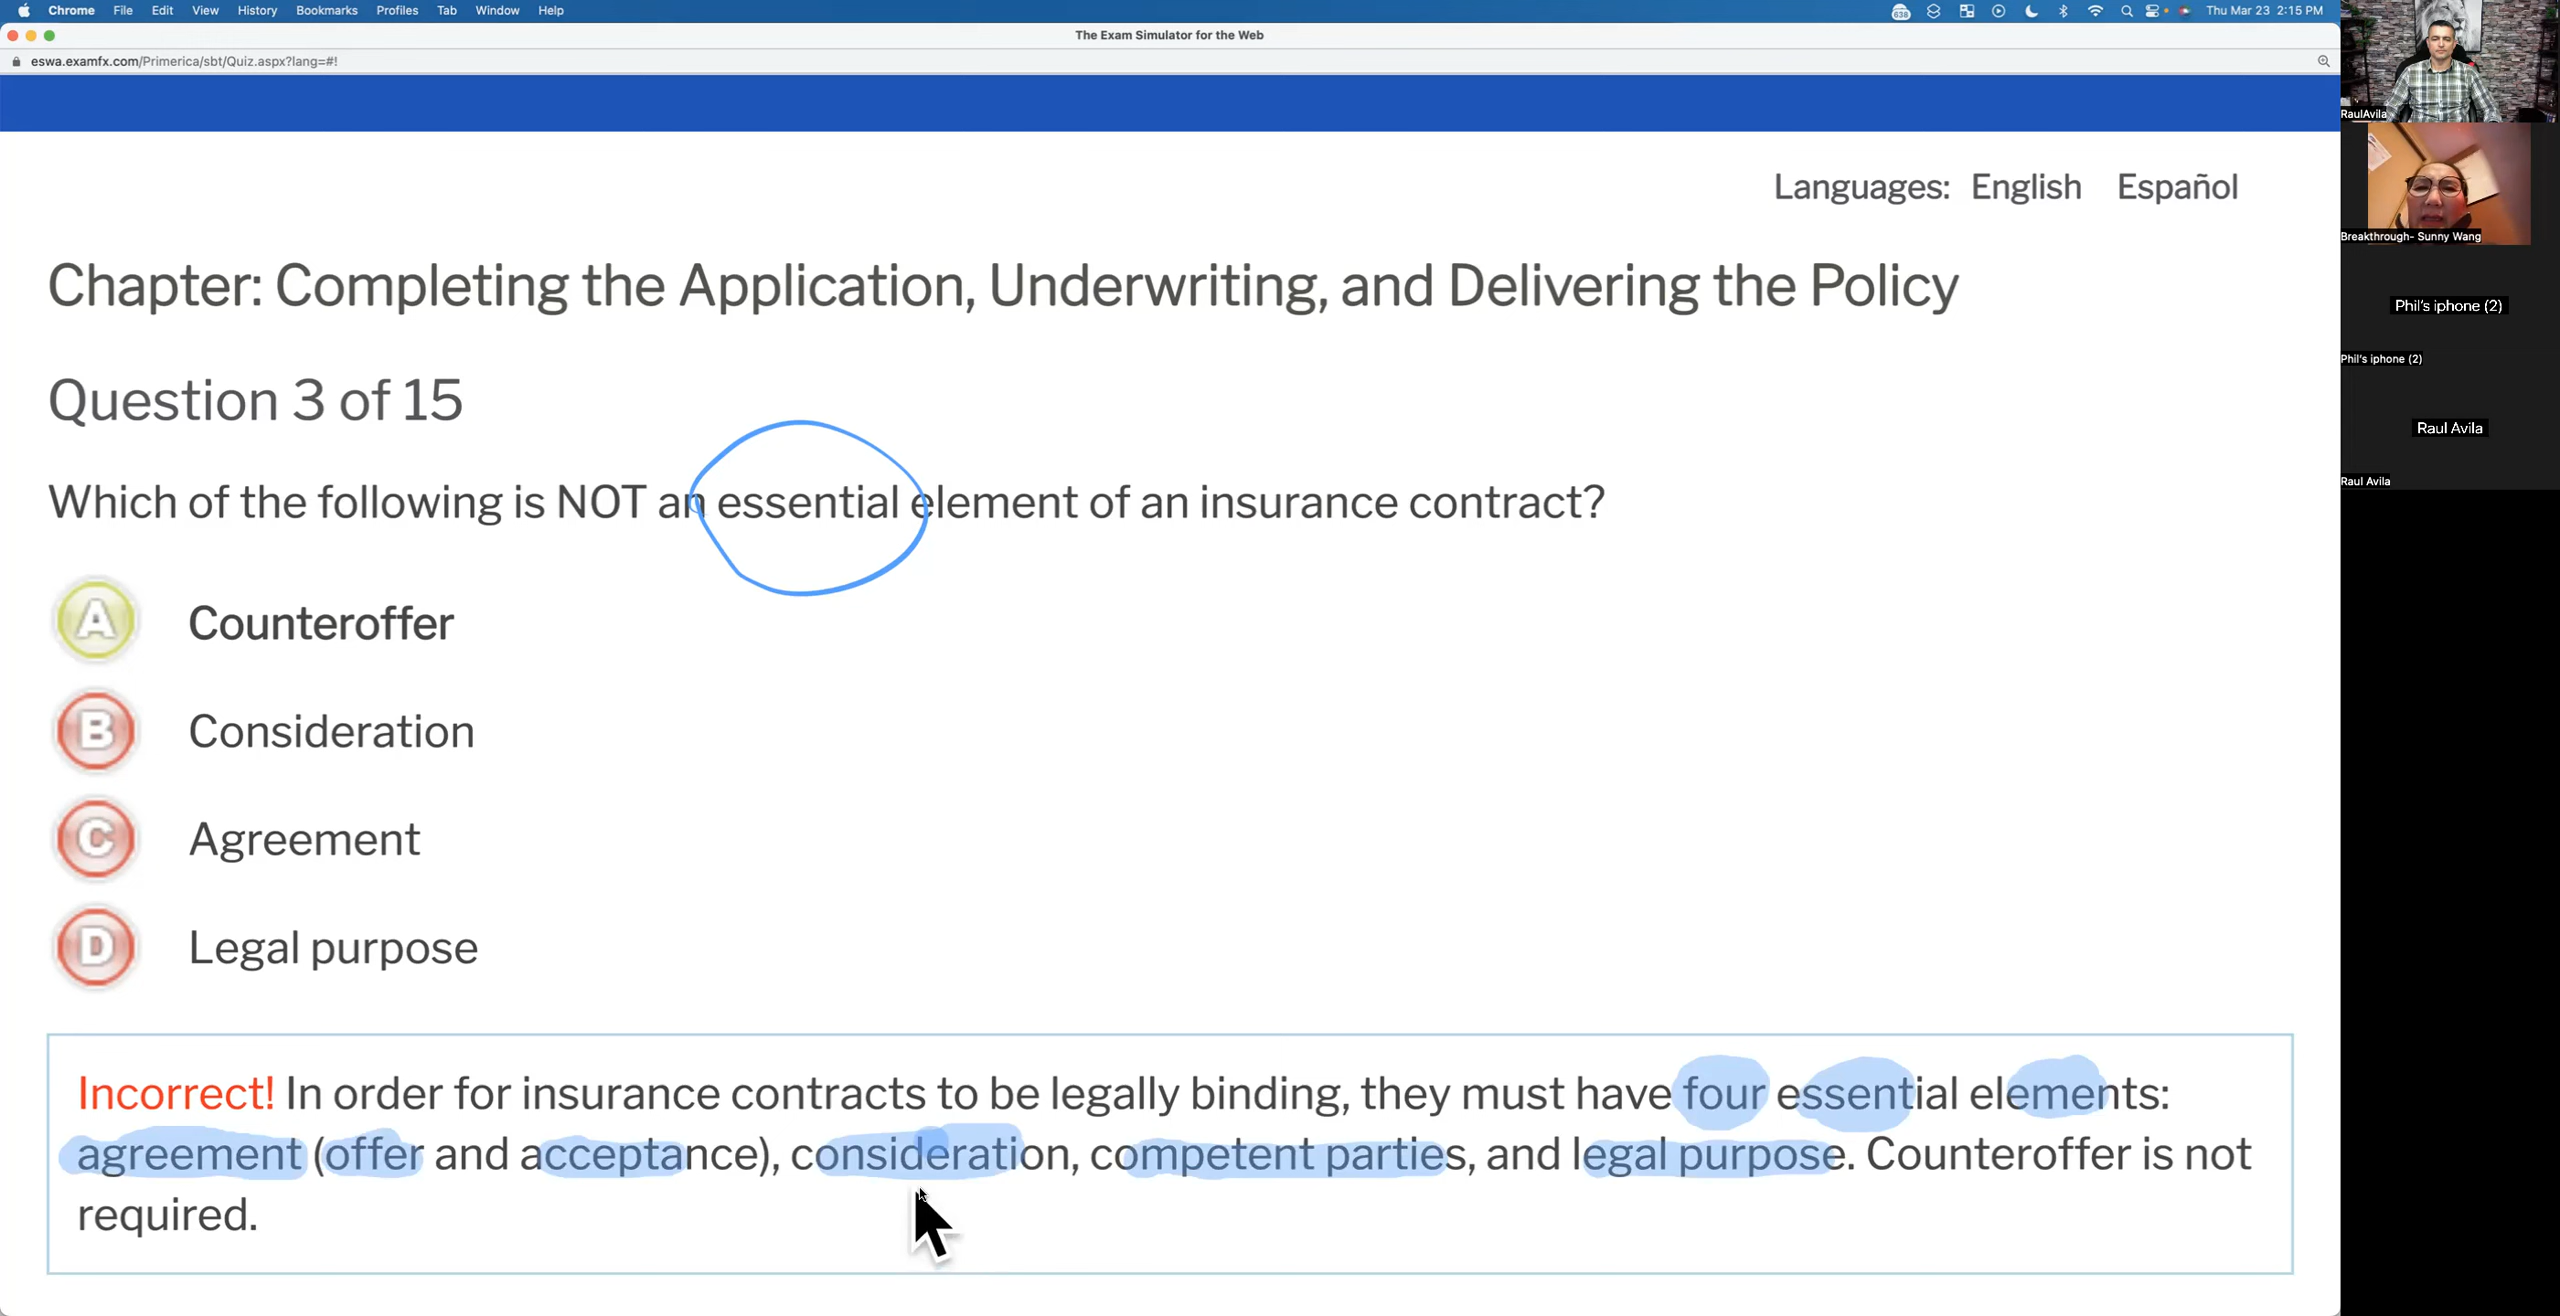 Chrome File Edit View History Bookmarks Profiles Tab Window Help
638
Thu Mar 23 2:15 PM
The Exam Simulator for the Web
eswa.examfx.com/Primerica/sbt/Quiz.aspx?lang=#!
Languages: English Español
Chapter: Completing the Application, Underwriting, and Delivering the Policy
Question 3 of 15
Which of the following is NOT an essential element of an insurance contract?
A Counteroffer
B Consideration
C Agreement
D Legal purpose
Incorrect! In order for insurance contracts to be legally binding, they must have four essential elements:
agreement (offer and acceptance), consideration, competent parties, and legal purpose. Counteroffer is not
required.
RaulAvila
Breakthrough- Sunny Wang
Phil's iphone (2)
Phil's iphone (2)
Raul Avila
Raul Avila